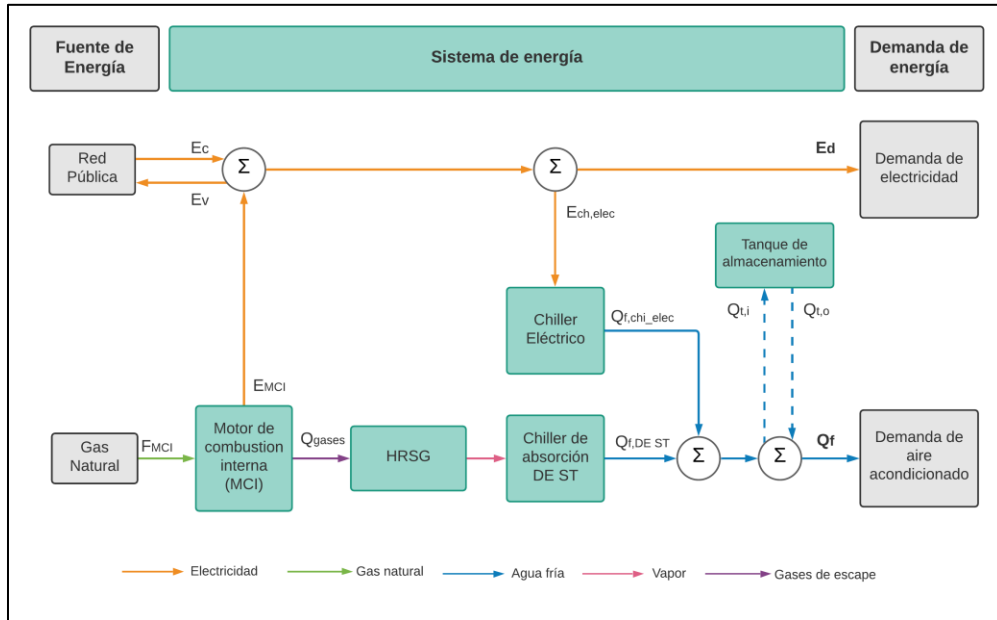 Fuente de
Energía
Sistema de energía
Demanda de
energía
Red
Pública
Ec
Ev
Σ
Σ
Ed
Demanda de
electricidad
Ech,elec
Tanque de
almacenamiento
Chiller
Eléctrico
Qf,chi_elec
Qt,i
Qt,o
EMCI
Gas
Natural
FMCI
Motor de
combustion
interna
(MCI)
Qgases
HRSG
Chiller de
absorción
DE ST
Qf,DE ST
Σ
Σ
Qf
Demanda de
aire
acondicionado
Electricidad
Gas natural
Agua fría
Vapor
Gases de escape